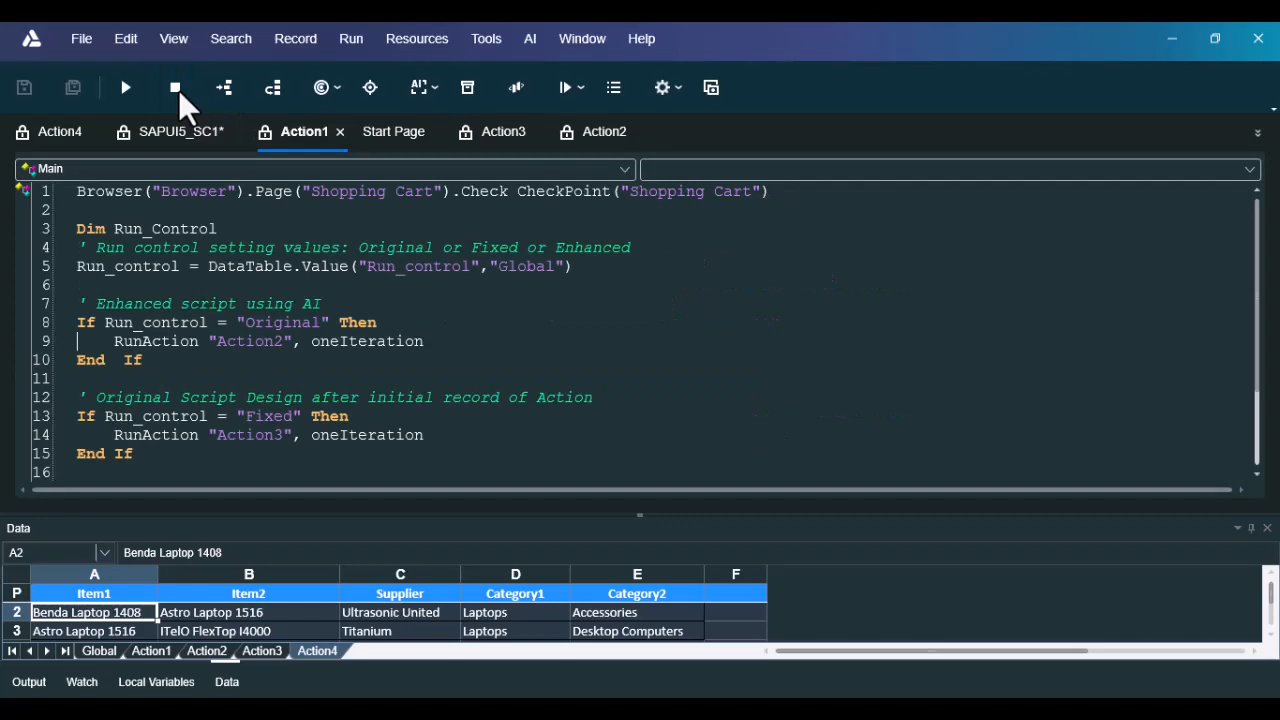 File Edit View Search Record Run Resources Tools AI Window Help
AI
Action4 SAPUI5_SC1* Action1 Start Page Action3 Action2
Main
1 Browser("Browser").Page("Shopping Cart").Check CheckPoint("Shopping Cart")
2
3 Dim Run_Control
4 ' Run control setting values: Original or Fixed or Enhanced
5 Run_control = DataTable.Value("Run_control","Global")
6
7 ' Enhanced script using AI
8 If Run_control = "Original" Then
9 RunAction "Action2", oneIteration
10 End  If
11
12 ' Original Script Design after initial record of Action
13 If Run_control = "Fixed" Then
14 RunAction "Action3", oneIteration
15 End If
16
Data
A2 Benda Laptop 1408
A B C D E F
P Item1 Item2 Supplier Category1 Category2
2 Benda Laptop 1408 Astro Laptop 1516 Ultrasonic United Laptops Accessories
3 Astro Laptop 1516 ITelO FlexTop I4000 Titanium Laptops Desktop Computers
Global Action1 Action2 Action3 Action4
Output Watch Local Variables Data